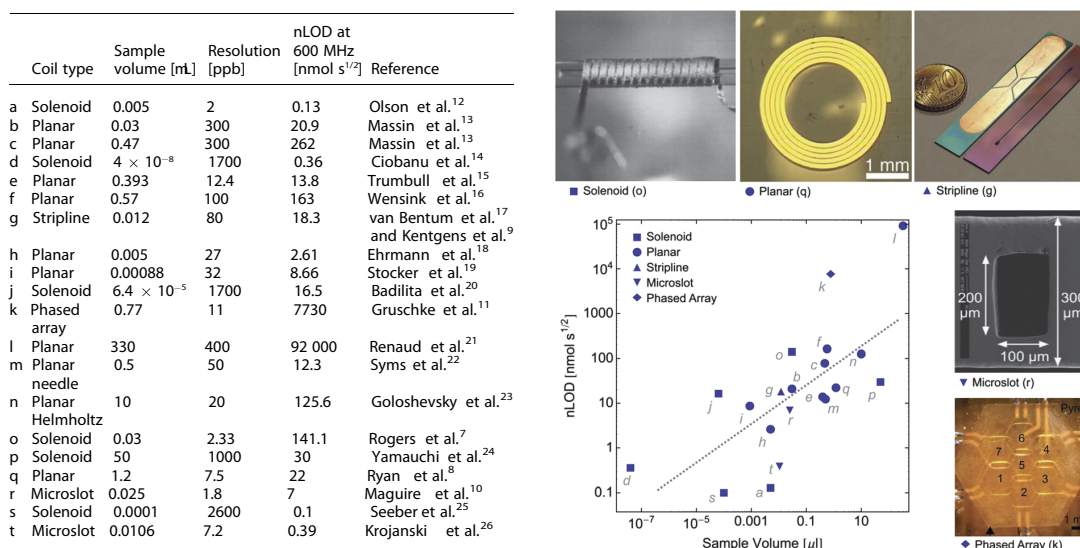 nLOD at
Sample Resolution 600 MHz
Coil type volume [mL] [ppb] [nmol s1/2] Reference
a Solenoid 0.005 2 0.13 Olson et al.12
b Planar 0.03 300 20.9 Massin et al.13
c Planar 0.47 300 262 Massin et al.13
d Solenoid 4 × 10−8 1700 0.36 Ciobanu et al.14
e Planar 0.393 12.4 13.8 Trumbull et al.15
f Planar 0.57 100 163 Wensink et al.16
g Stripline 0.012 80 18.3 van Bentum et al.17
and Kentgens et al.9
h Planar 0.005 27 2.61 Ehrmann et al.18
i Planar 0.00088 32 8.66 Stocker et al.19
j Solenoid 6.4 × 10−5 1700 16.5 Badilita et al.20
k Phased 0.77 11 7730 Gruschke et al.11
array
l Planar 330 400 92 000 Renaud et al.21
m Planar 0.5 50 12.3 Syms et al.22
needle
n Planar 10 20 125.6 Goloshevsky et al.23
Helmholtz
o Solenoid 0.03 2.33 141.1 Rogers et al.7
p Solenoid 50 1000 30 Yamauchi et al.24
q Planar 1.2 7.5 22 Ryan et al.8
r Microslot 0.025 1.8 7 Maguire et al.10
s Solenoid 0.0001 2600 0.1 Seeber et al.25
t Microslot 0.0106 7.2 0.39 Krojanski et al.26
1 mm
10
Solenoid (o) Planar (q) Stripline (g)
nLOD [nmol s1/2]
10^5
10^4
1000
100
10
1
0.1
10^-7 10^-5 0.001 0.1 10
Sample Volume [µl]
Solenoid
Planar
Stripline
Microslot
Phased Array
l
k
o
f
c
n
b
g
j
e
q
p
m
i
r
h
t
d
s
a
200
µm
300
µm
100 µm
Microslot (r)
Pyre
6
7 4
5
1 3
2
1 m
Phased Array (k)